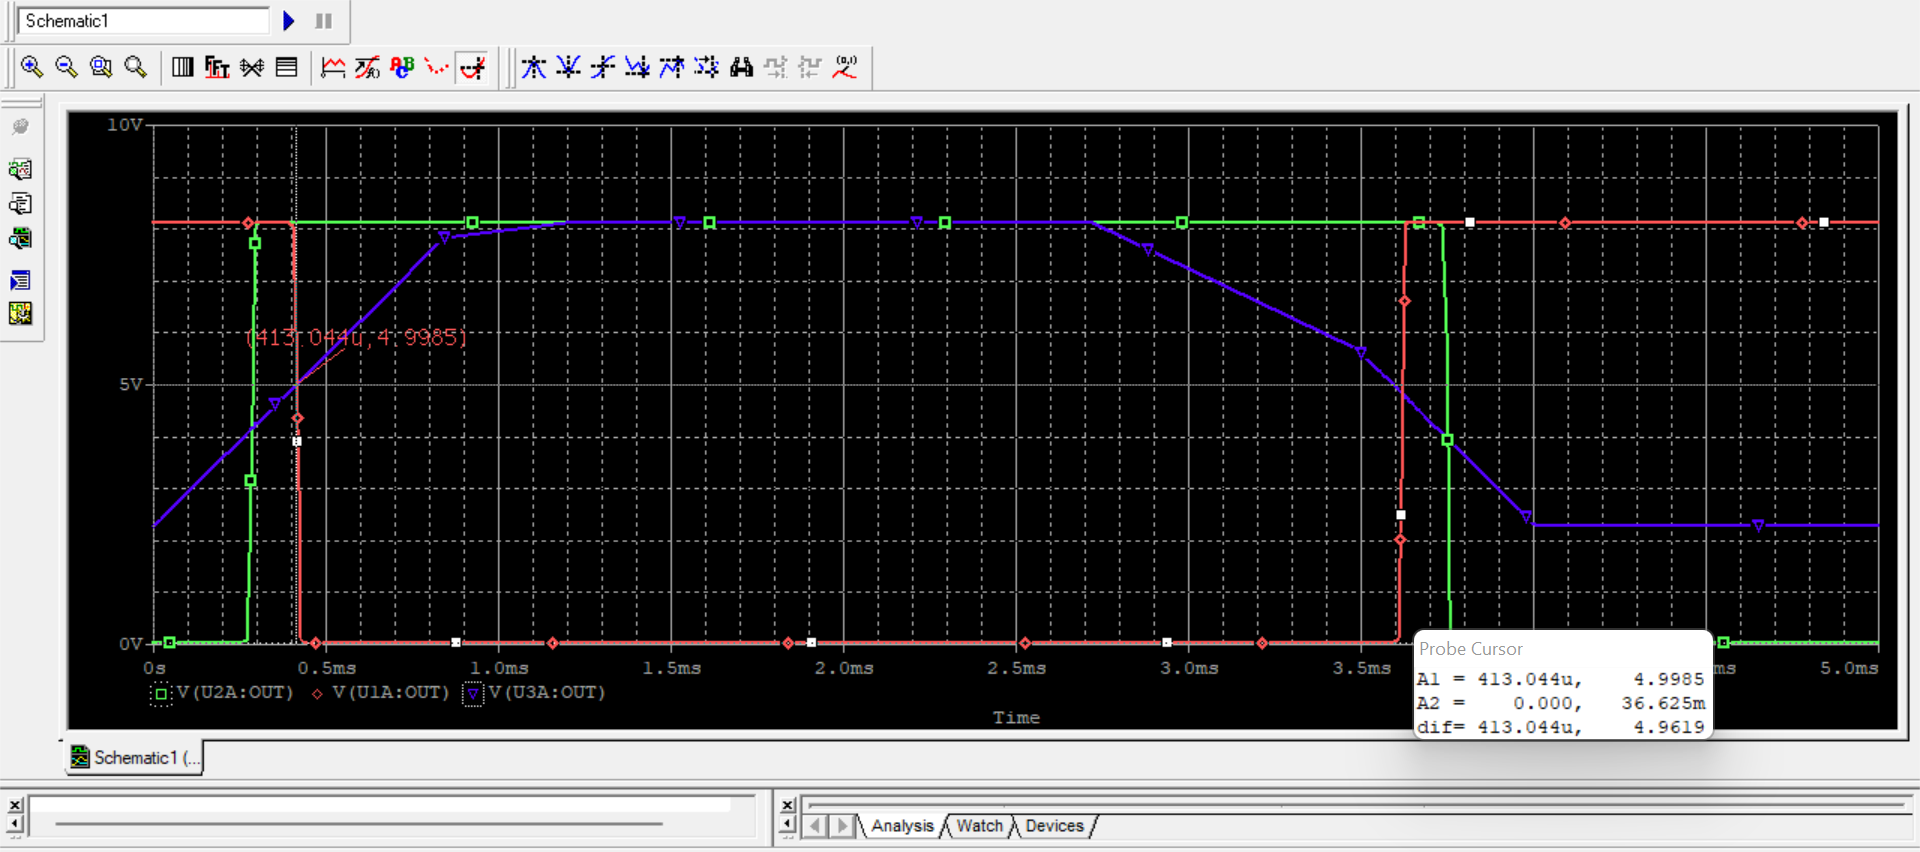 Schematic1
10V
(413.044u,4.9985)
5V
0V
0s 0.5ms 1.0ms 1.5ms 2.0ms 2.5ms 3.0ms 3.5ms ms 5.0ms
V(U2A:OUT) V(U1A:OUT) V(U3A:OUT)
Time
Probe Cursor
A1 = 413.044u, 4.9985
A2 = 0.000, 36.625m
dif= 413.044u, 4.9619
Schematic1 (...
Analysis Watch Devices